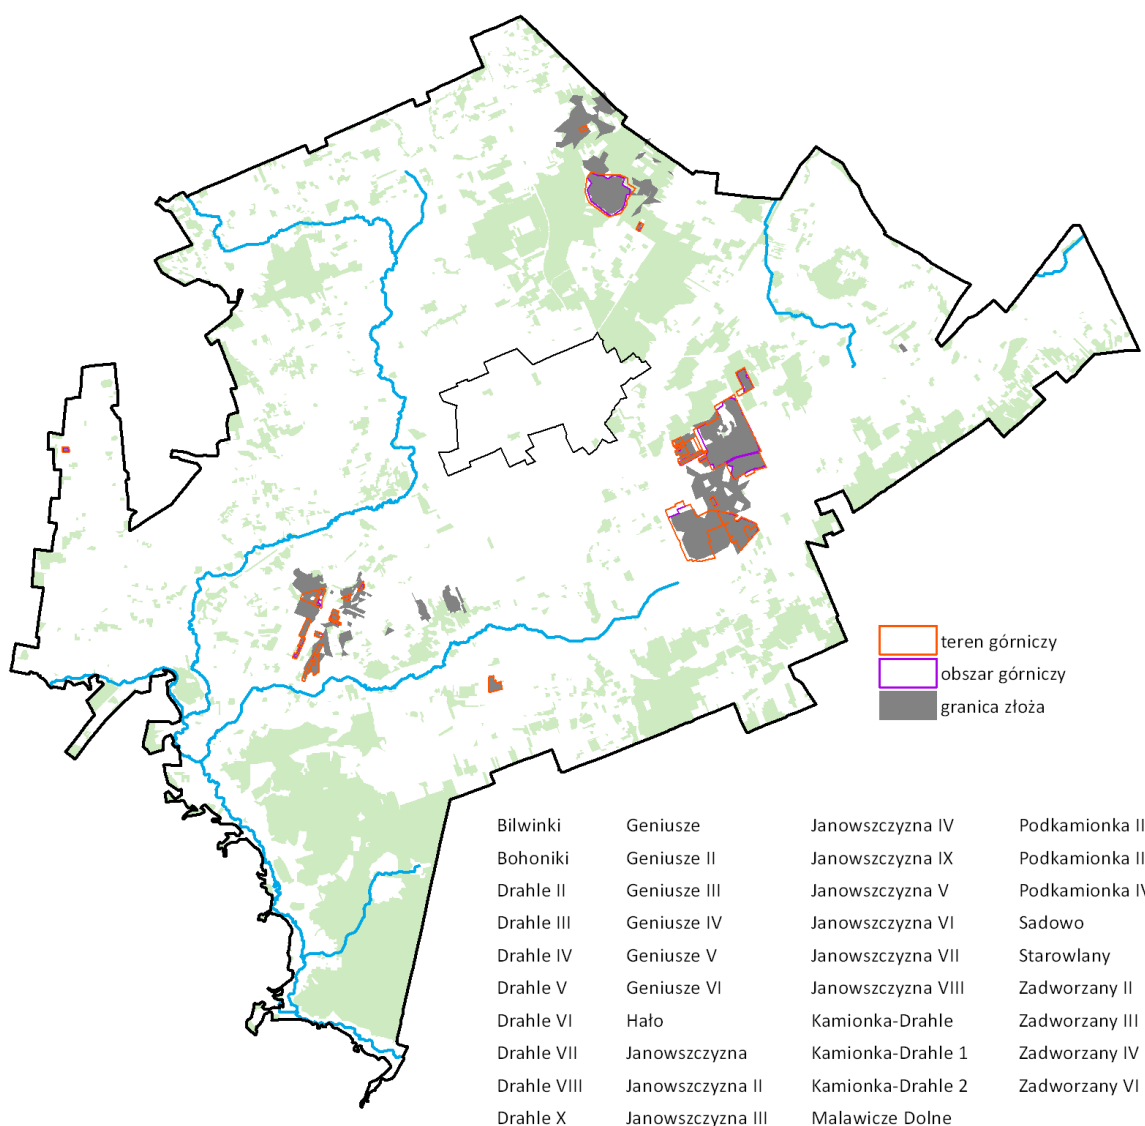 teren górniczy
obszar górniczy
granica złoża
Bilwinki
Bohoniki
Drahle II
Drahle III
Drahle IV
Drahle V
Drahle VI
Drahle VII
Drahle VIII
Drahle X
Geniusze
Geniusze II
Geniusze III
Geniusze IV
Geniusze V
Geniusze VI
Hało
Janowszczyzna
Janowszczyzna II
Janowszczyzna III
Janowszczyzna IV
Janowszczyzna IX
Janowszczyzna V
Janowszczyzna VI
Janowszczyzna VII
Janowszczyzna VIII
Kamionka-Drahle
Kamionka-Drahle 1
Kamionka-Drahle 2
Malawicze Dolne
Podkamionka II
Podkamionka II
Podkamionka IV
Sadowo
Starowlany
Zadworzany II
Zadworzany III
Zadworzany IV
Zadworzany VI